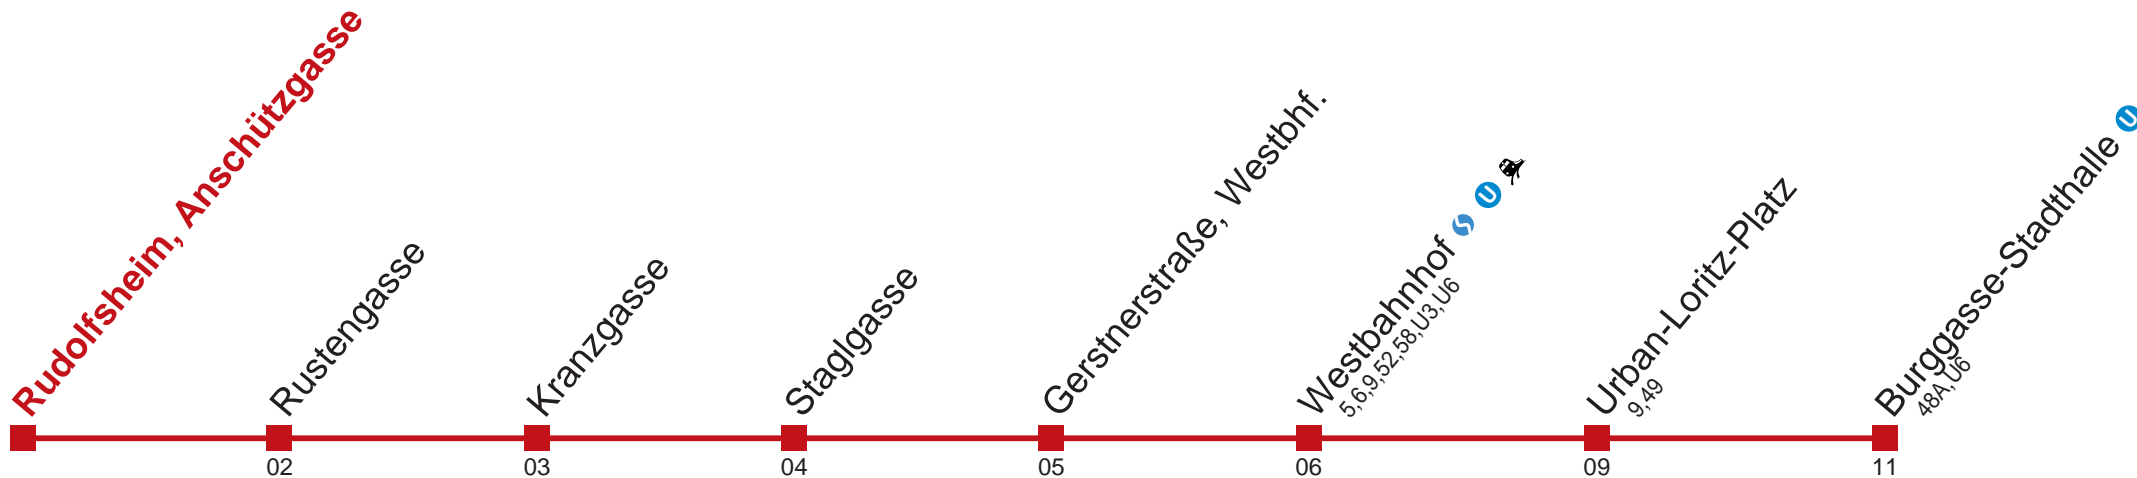 Rudolfsheim, Anschützgasse
Rustengasse
02
Kranzgasse
03
Staglgasse
04
Gerstnerstraße, Westbhf.
05
Westbahnhof S U
5,6,9,52,58,U3,U6
06
Urban-Loritz-Platz
9,49
09
Burggasse-Stadthalle U
48A,U6
11